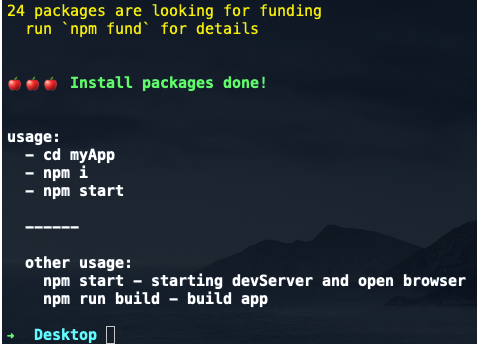 24 packages are looking for funding
run `npm fund` for details
🍎🍎🍎 Install packages done!
usage:
- cd myApp
- npm i
- npm start
------
other usage:
npm start - starting devServer and open browser
npm run build - build app
→ Desktop